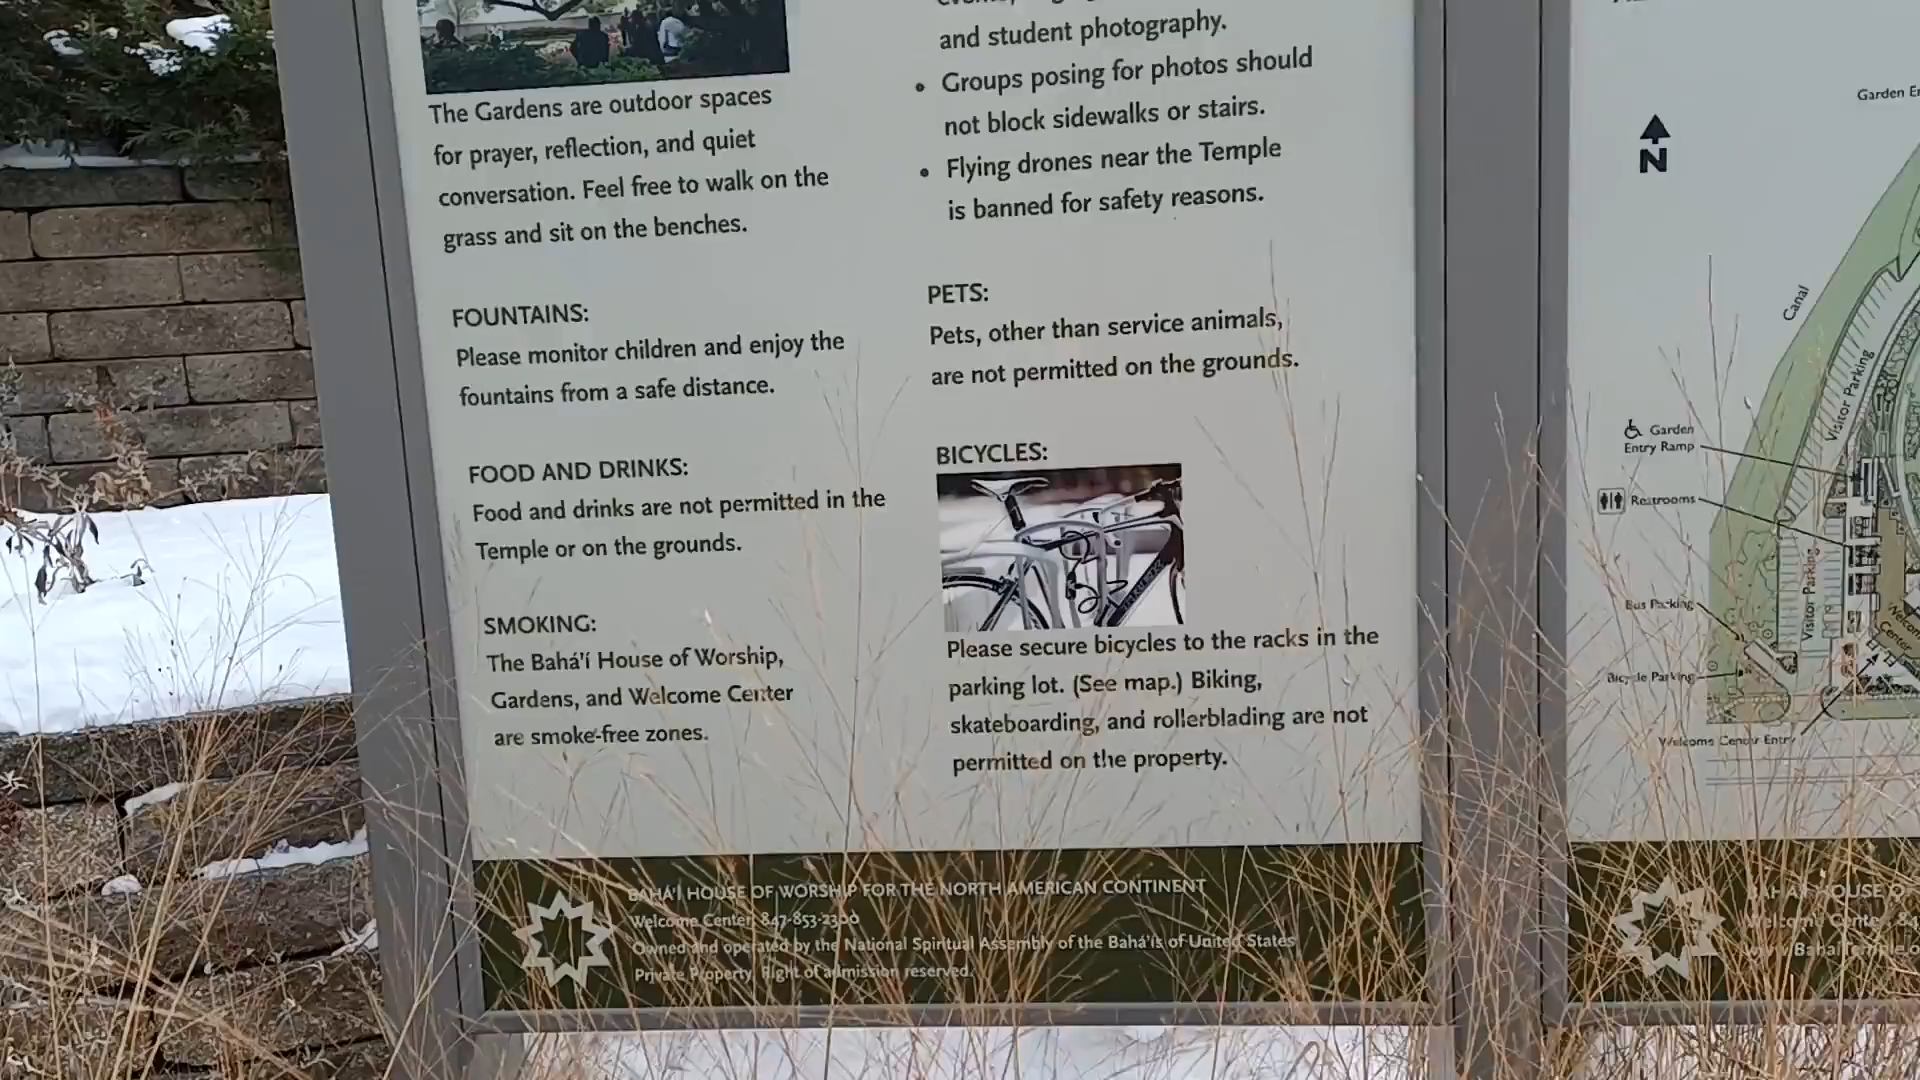 The Gardens are outdoor spaces
for prayer, reflection, and quiet
conversation. Feel free to walk on the
grass and sit on the benches.
FOUNTAINS:
Please monitor children and enjoy the
fountains from a safe distance.
FOOD AND DRINKS:
Food and drinks are not permitted in the
Temple or on the grounds.
SMOKING:
The Bahá'í House of Worship,
Gardens, and Welcome Center
are smoke-free zones.
and student photography.
• Groups posing for photos should
not block sidewalks or stairs.
• Flying drones near the Temple
is banned for safety reasons.
PETS:
Pets, other than service animals,
are not permitted on the grounds.
BICYCLES:
Please secure bicycles to the racks in the
parking lot. (See map.) Biking,
skateboarding, and rollerblading are not
permitted on the property.
BAHÁ'Í HOUSE OF WORSHIP FOR THE NORTH AMERICAN CONTINENT
Welcome Center 847-853-2300
Owned and operated by the National Spiritual Assembly of the Bahá'ís of United States
Private Property. Right of admission reserved.
Garden
N
Canal
Visitor Parking
Garden
Entry Ramp
Restrooms
Bus Parking
Visitor Parking
Welcome
Center
Bicycle Parking
Welcome Center Entry
BAHÁ'Í HOUSE
Welcome Center